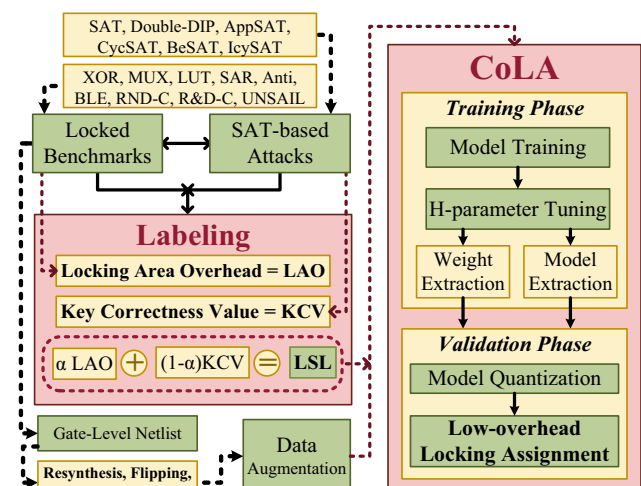 SAT, Double-DIP, AppSAT,
CycSAT, BeSAT, IcySAT
XOR, MUX, LUT, SAR, Anti,
BLE, RND-C, R&D-C, UNSAIL
Locked
Benchmarks
SAT-based
Attacks
Labeling
Locking Area Overhead = LAO
Key Correctness Value = KCV
α LAO + (1-α)KCV = LSL
Gate-Level Netlist
Resynthesis, Flipping,
Data
Augmentation
CoLA
Training Phase
Model Training
H-parameter Tuning
Weight
Extraction
Model
Extraction
Validation Phase
Model Quantization
Low-overhead
Locking Assignment